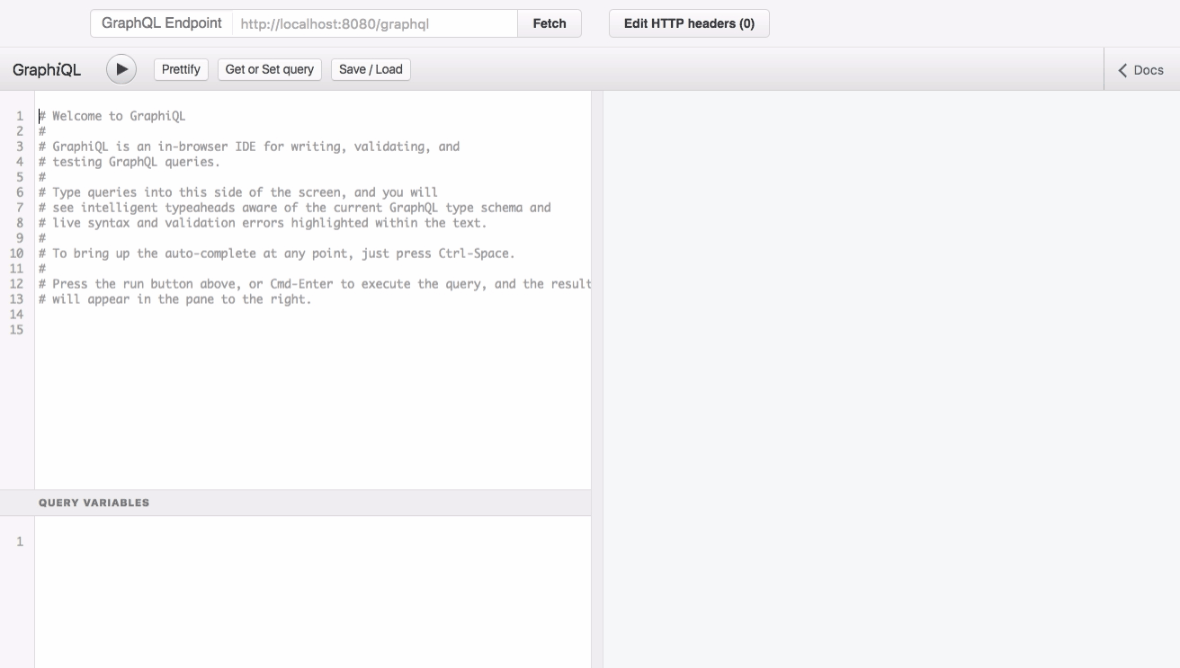 GraphQL Endpoint http://localhost:8080/graphql Fetch Edit HTTP headers (0)
GraphiQL Prettify Get or Set query Save / Load Docs
1 # Welcome to GraphiQL
2 #
3 # GraphiQL is an in-browser IDE for writing, validating, and
4 # testing GraphQL queries.
5 #
6 # Type queries into this side of the screen, and you will
7 # see intelligent typeaheads aware of the current GraphQL type schema and
8 # live syntax and validation errors highlighted within the text.
9 #
10 # To bring up the auto-complete at any point, just press Ctrl-Space.
11 #
12 # Press the run button above, or Cmd-Enter to execute the query, and the result
13 # will appear in the pane to the right.
14
15
QUERY VARIABLES
1